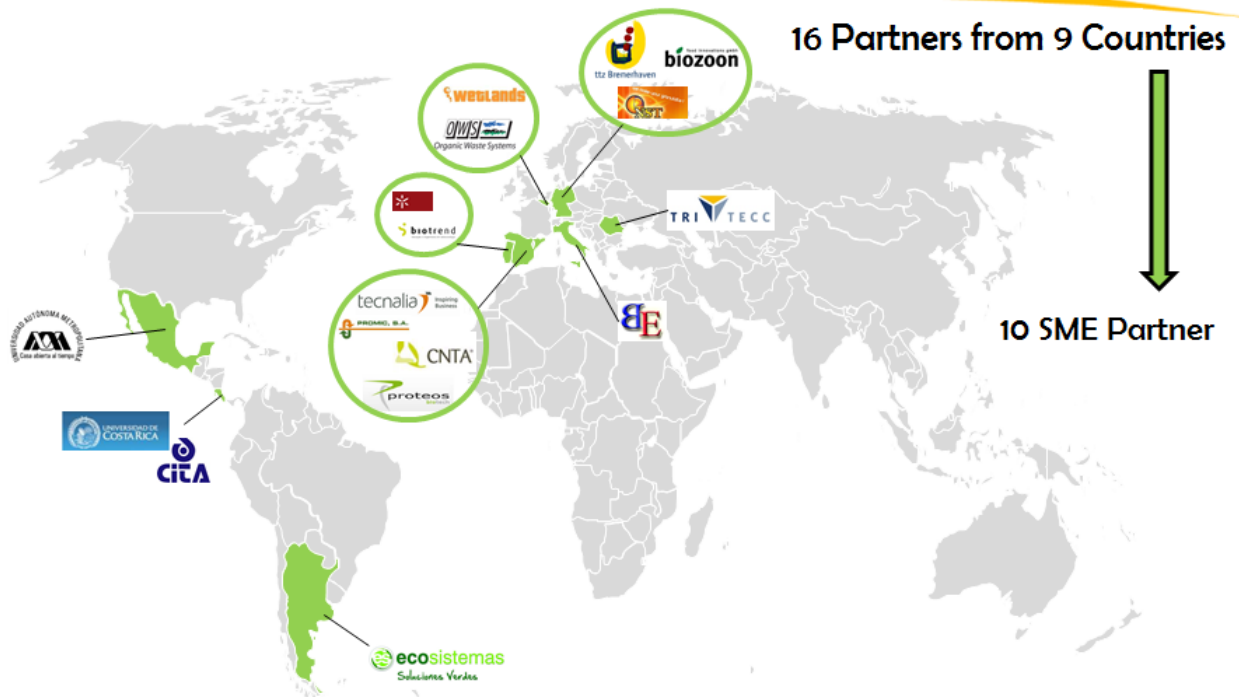 16 Partners from 9 Countries
10 SME Partner
ttz Bremerhaven
food innovations gmbh
biozoon
wetlands
OWS
Organic Waste Systems
biotrend
TRI TECC
tecnalia
Inspiring
Business
PROMIC, S.A.
CNTA
proteos
biotech
BE
UNIVERSIDAD AUTÓNOMA METROPOLITANA
Casa abierta al tiempo
UNIVERSIDAD DE
COSTA RICA
CITA
ecosistemas
Soluciones Verdes